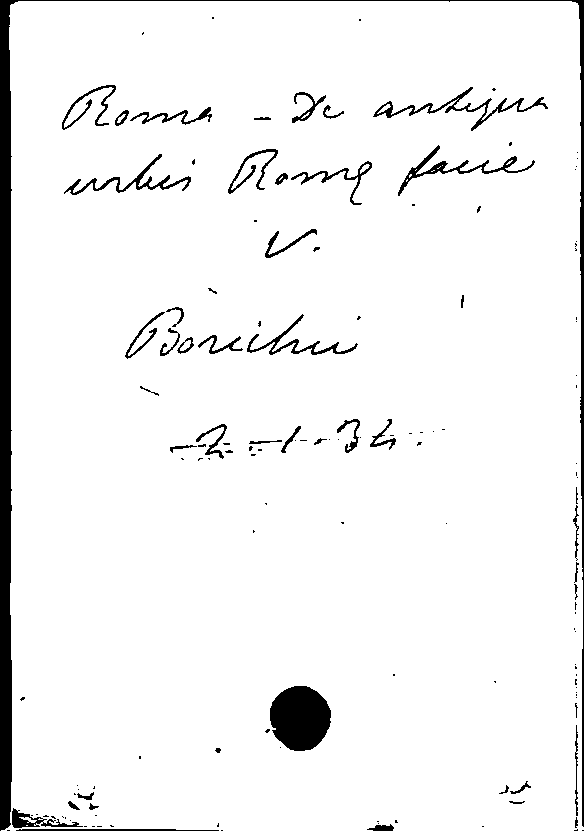 Roma - De antiqua
urbis Romę facie
V.
Borichii
2-1-34.